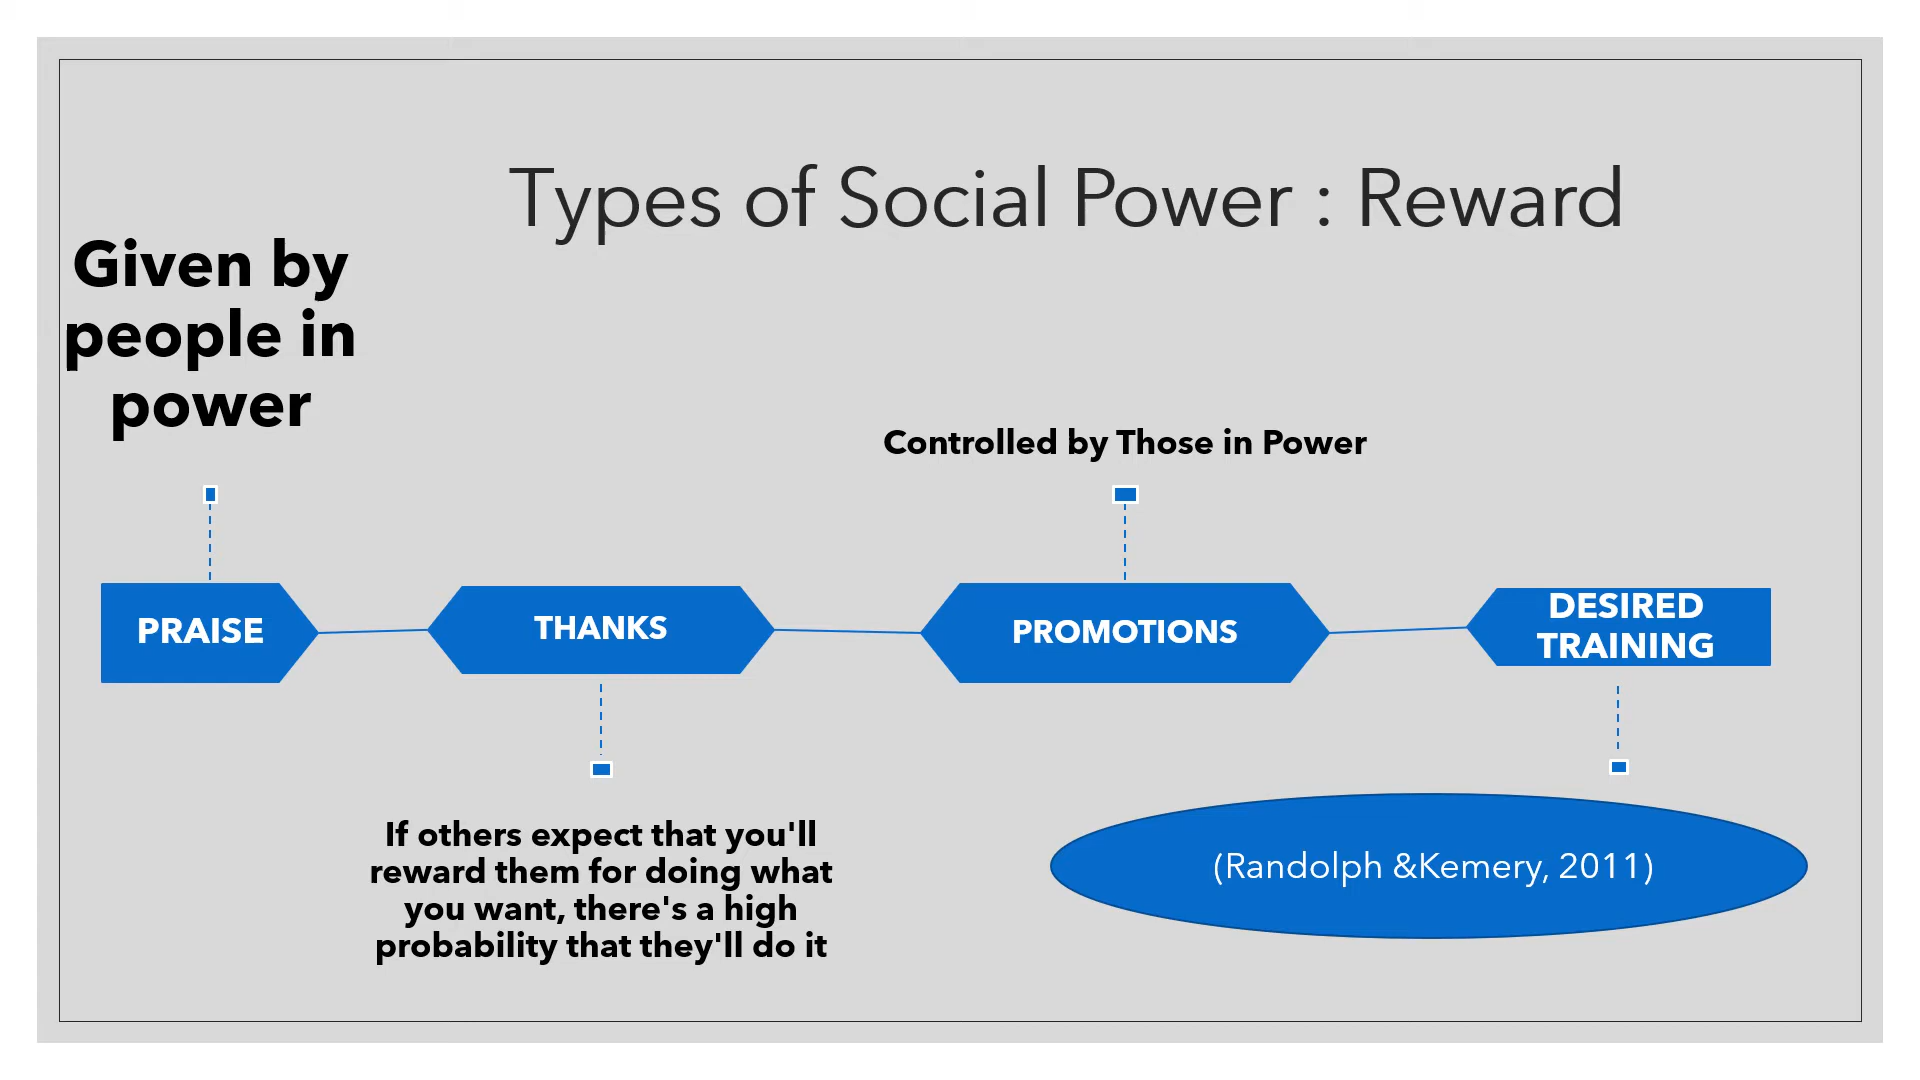 Types of Social Power : Reward
Given by
people in
power
Controlled by Those in Power
PRAISE
THANKS
PROMOTIONS
DESIRED
TRAINING
If others expect that you'll
reward them for doing what
you want, there's a high
probability that they'll do it
(Randolph &Kemery, 2011)